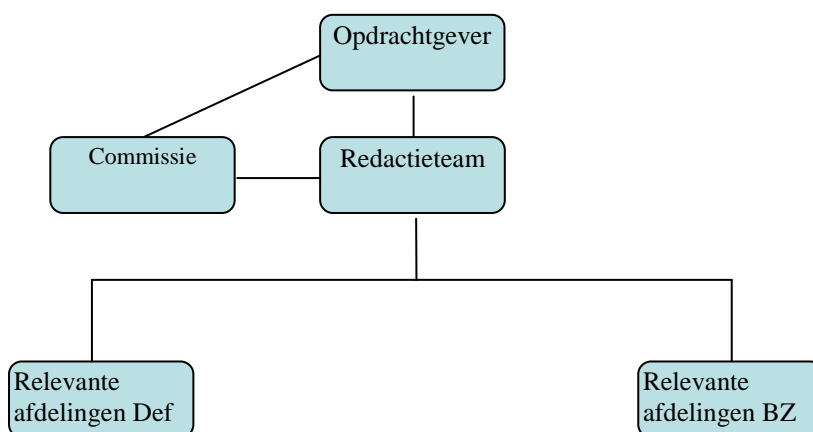 Opdrachtgever
Commissie
Redactieteam
Relevante
afdelingen Def
Relevante
afdelingen BZ